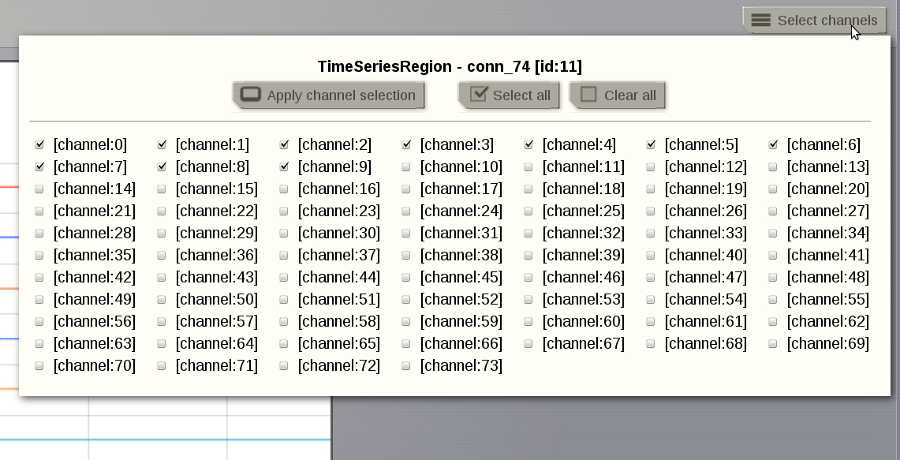 Select channels
TimeSeriesRegion - conn_74 [id:11]
Apply channel selection Select all Clear all
[channel:0] [channel:1] [channel:2] [channel:3] [channel:4] [channel:5] [channel:6]
[channel:7] [channel:8] [channel:9] [channel:10] [channel:11] [channel:12] [channel:13]
[channel:14] [channel:15] [channel:16] [channel:17] [channel:18] [channel:19] [channel:20]
[channel:21] [channel:22] [channel:23] [channel:24] [channel:25] [channel:26] [channel:27]
[channel:28] [channel:29] [channel:30] [channel:31] [channel:32] [channel:33] [channel:34]
[channel:35] [channel:36] [channel:37] [channel:38] [channel:39] [channel:40] [channel:41]
[channel:42] [channel:43] [channel:44] [channel:45] [channel:46] [channel:47] [channel:48]
[channel:49] [channel:50] [channel:51] [channel:52] [channel:53] [channel:54] [channel:55]
[channel:56] [channel:57] [channel:58] [channel:59] [channel:60] [channel:61] [channel:62]
[channel:63] [channel:64] [channel:65] [channel:66] [channel:67] [channel:68] [channel:69]
[channel:70] [channel:71] [channel:72] [channel:73]